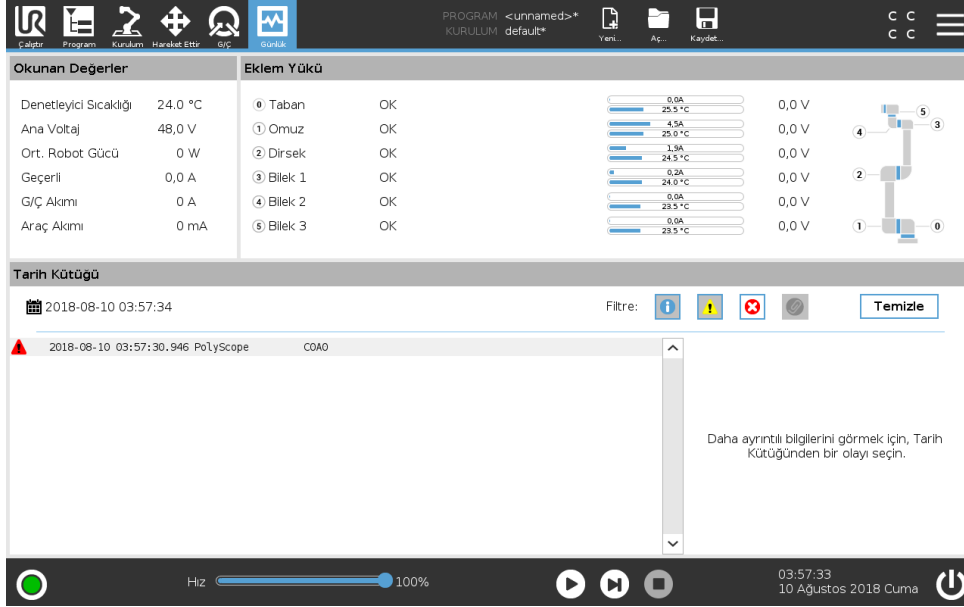 UR
PROGRAM <unnamed>*
KURULUM default*
C C
C C
Çalıştır Program Kurulum Hareket Ettir G/Ç Günlük Yeni... Aç... Kaydet...
Okunan Değerler
Denetleyici Sıcaklığı 24.0 °C
Ana Voltaj 48,0 V
Ort. Robot Gücü 0 W
Geçerli 0,0 A
G/Ç Akımı 0 A
Araç Akımı 0 mA
Eklem Yükü
0 Taban OK 0,0A 25.5 °C 0,0 V
1 Omuz OK 4,5A 25.0 °C 0,0 V
2 Dirsek OK 1,9A 24.5 °C 0,0 V
3 Bilek 1 OK 0,2A 24.0 °C 0,0 V
4 Bilek 2 OK 0,0A 23.5 °C 0,0 V
5 Bilek 3 OK 0,0A 23.5 °C 0,0 V
5
3
4
2
1 0
Tarih Kütüğü
2018-08-10 03:57:34 Filtre: Temizle
2018-08-10 03:57:30.946 PolyScope C0A0
Daha ayrıntılı bilgilerini görmek için, Tarih
Kütüğünden bir olayı seçin.
Hız 100%
03:57:33
10 Ağustos 2018 Cuma